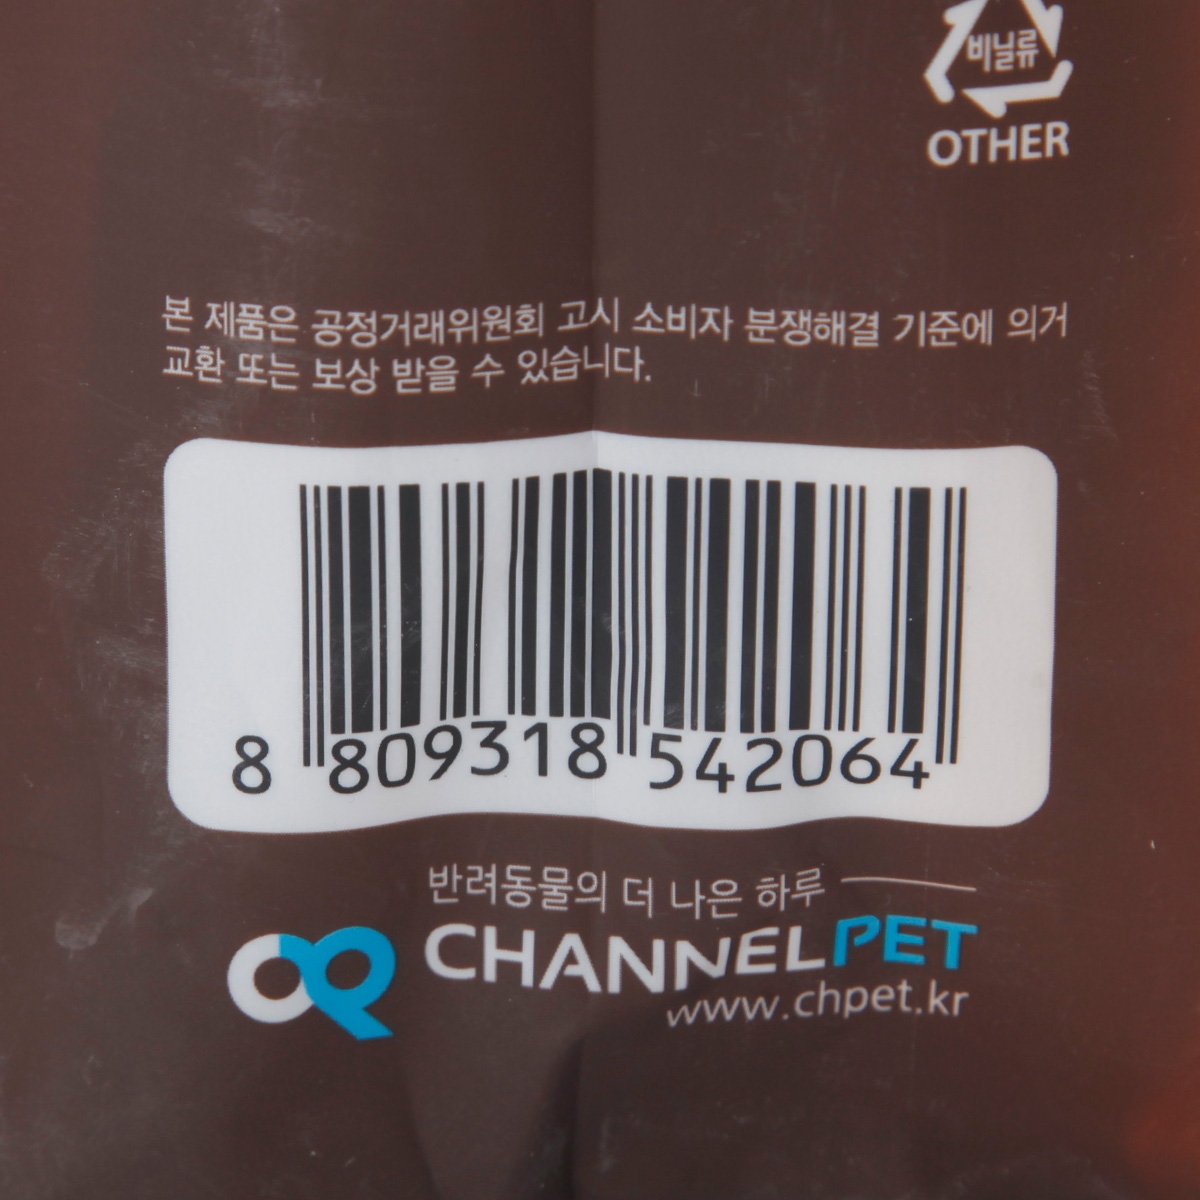 비닐류
OTHER
본 제품은 공정거래위원회 고시 소비자 분쟁해결 기준에 의거
교환 또는 보상 받을 수 있습니다.
8 809318 542064
반려동물의 더 나은 하루
CHANNELPET
www.chpet.kr